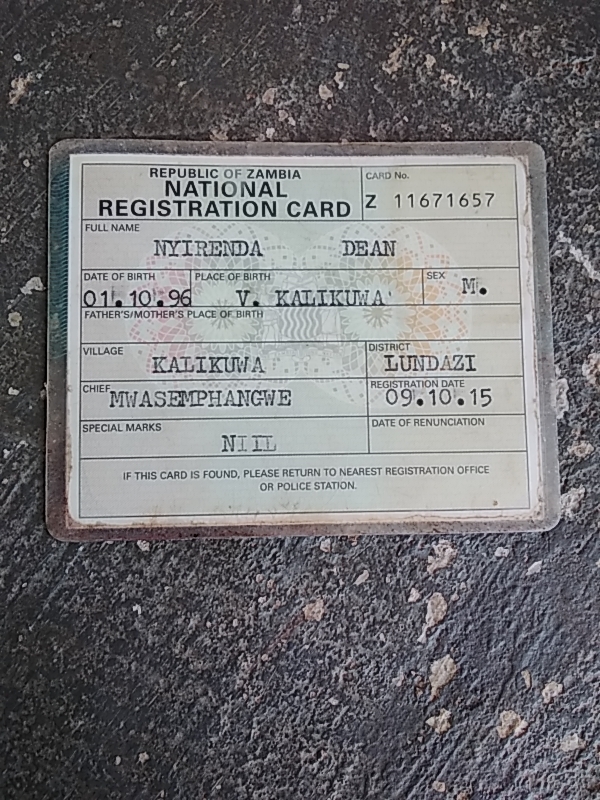 REPUBLIC OF ZAMBIA
NATIONAL
REGISTRATION CARD
CARD No.
Z 11671657
FULL NAME
NYIRENDA DEAN
DATE OF BIRTH
01.10.96
PLACE OF BIRTH
V. KALIKUWA
SEX
M.
FATHER'S/MOTHER'S PLACE OF BIRTH
VILLAGE
KALIKUWA
DISTRICT
LUNDAZI
CHIEF
MWASEMPHANGWE
REGISTRATION DATE
09.10.15
SPECIAL MARKS
NIIL
DATE OF RENUNCIATION
IF THIS CARD IS FOUND, PLEASE RETURN TO NEAREST REGISTRATION OFFICE
OR POLICE STATION.